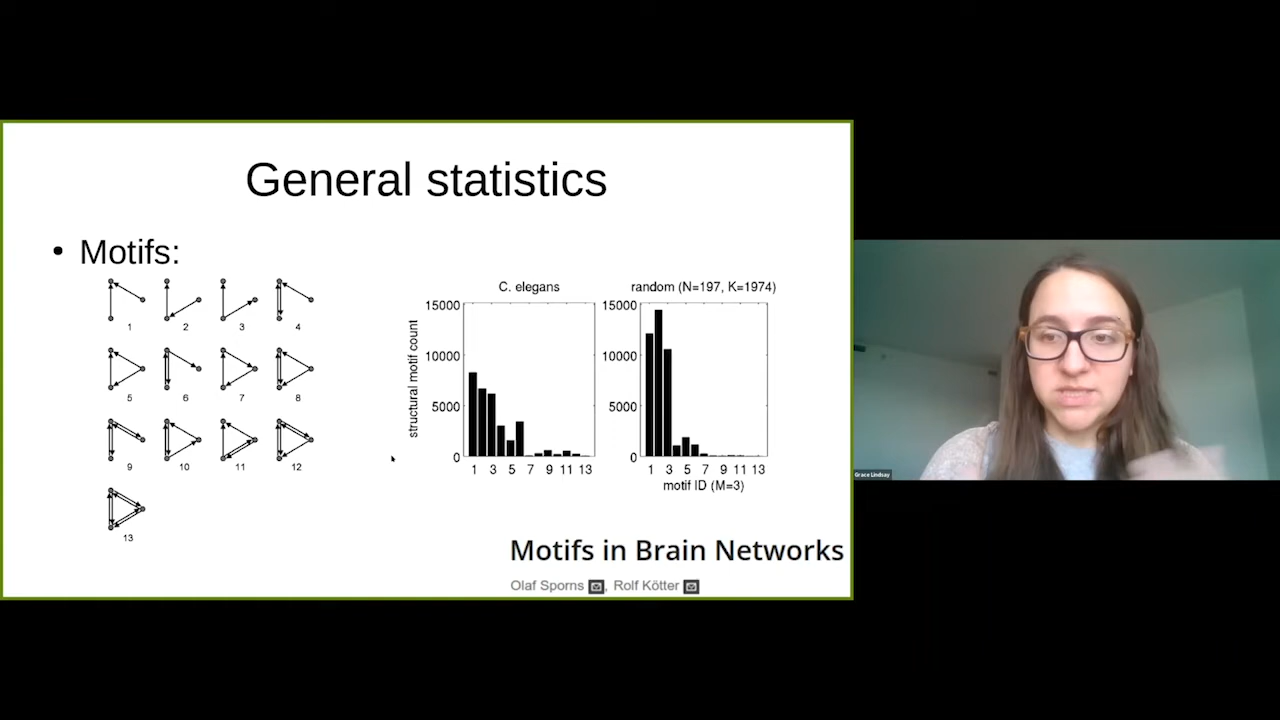 General statistics
• Motifs:
1 2 3 4
5 6 7 8
9 10 11 12
13
C. elegans
15000
10000
5000
0
structural motif count
1 3 5 7 9 11 13
random (N=197, K=1974)
15000
10000
5000
0
1 3 5 7 9 11 13
motif ID (M=3)
Motifs in Brain Networks
Olaf Sporns , Rolf Kötter
Grace Lindsay